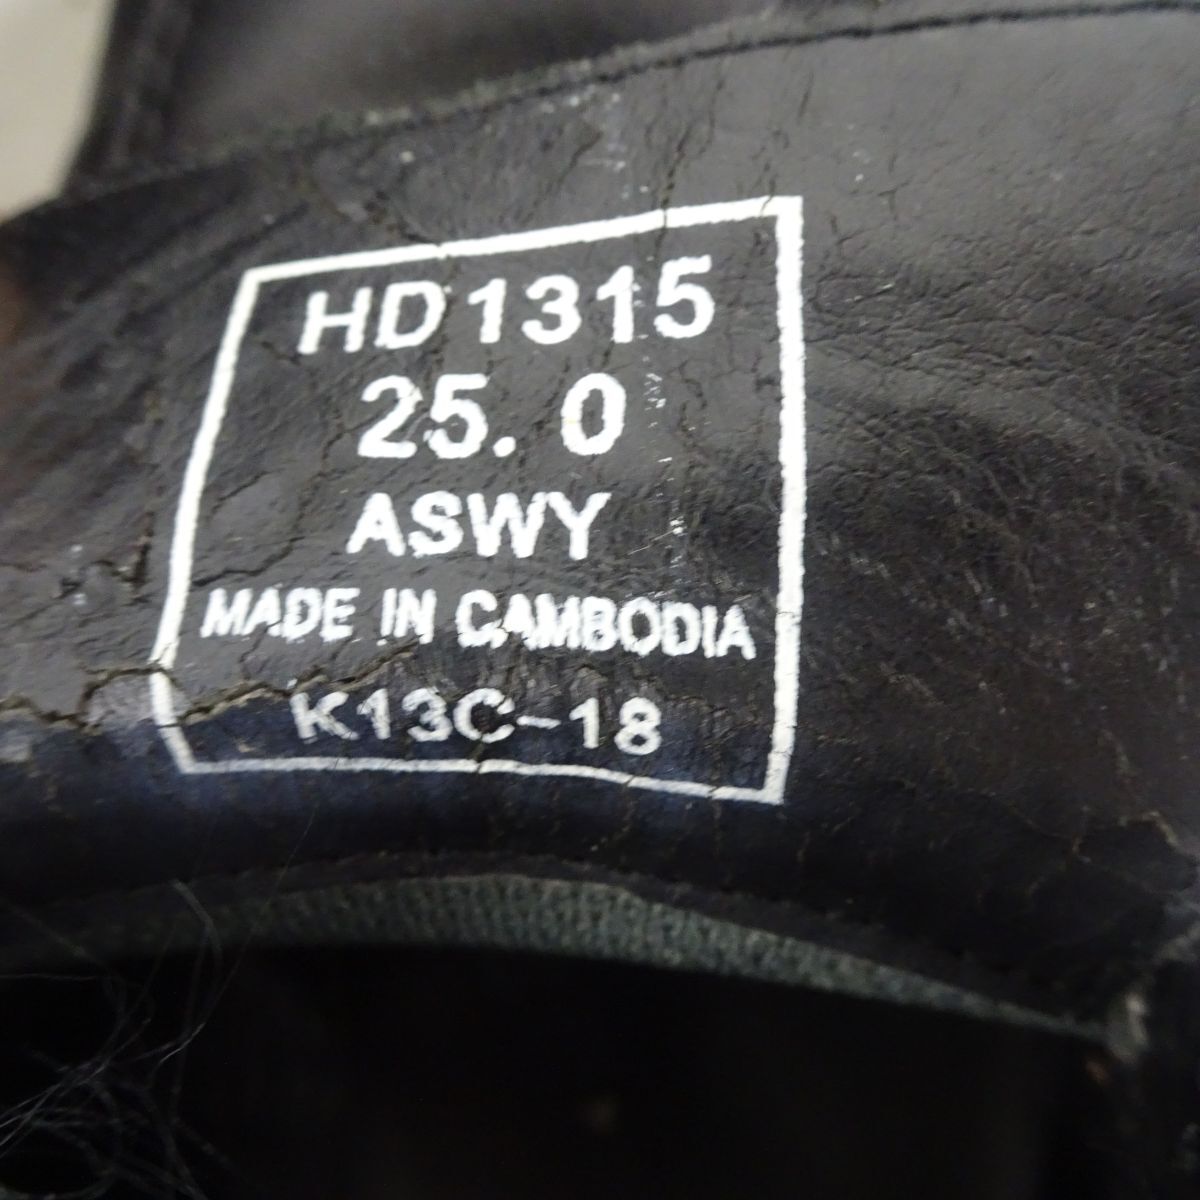 HD1315
25.0
ASWY
MADE IN CAMBODIA
K13C-18